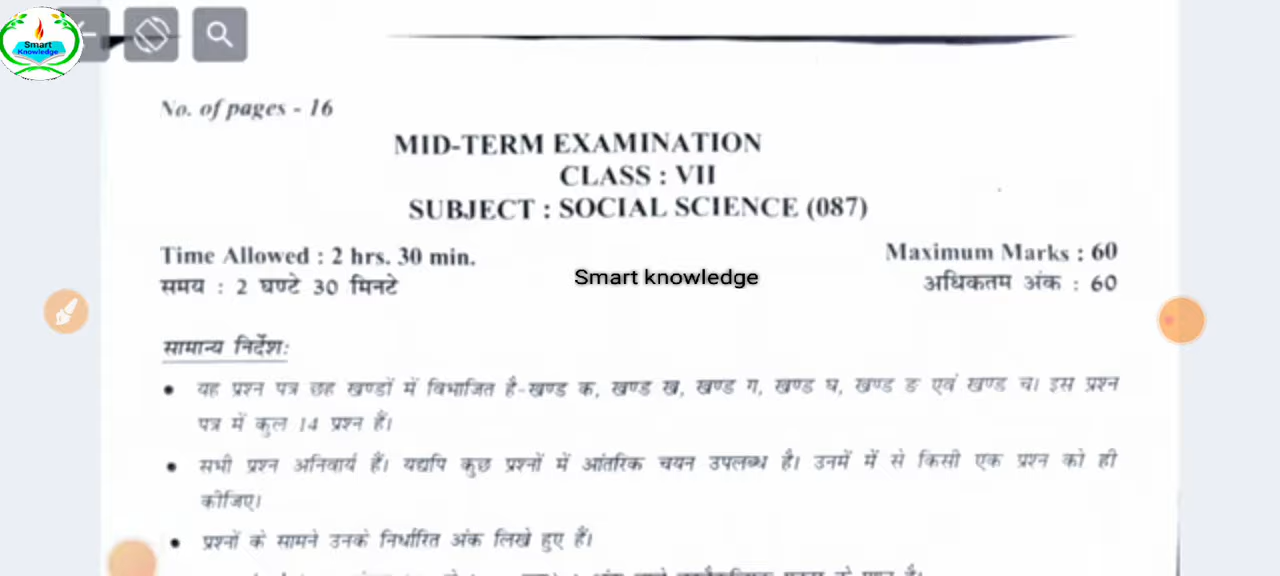 Smart
Knowledge
No. of pages - 16
MID-TERM EXAMINATION
CLASS : VII
SUBJECT : SOCIAL SCIENCE (087)
Time Allowed : 2 hrs. 30 min.
Maximum Marks : 60
समय : 2 घण्टे 30 मिनटे
Smart knowledge
अधिकतम अंक : 60
सामान्य निर्देशः
• यह प्रश्न पत्र छह खण्डों में विभाजित है-खण्ड क, खण्ड ख, खण्ड ग, खण्ड घ, खण्ड ङ एवं खण्ड च। इस प्रश्न
पत्र में कुल 14 प्रश्न हैं।
• सभी प्रश्न अनिवार्य हैं। यद्यपि कुछ प्रश्नों में आंतरिक चयन उपलब्ध है। उनमें में से किसी एक प्रश्न को ही
कीजिए।
• प्रश्नों के सामने उनके निर्धारित अंक लिखे हुए हैं।